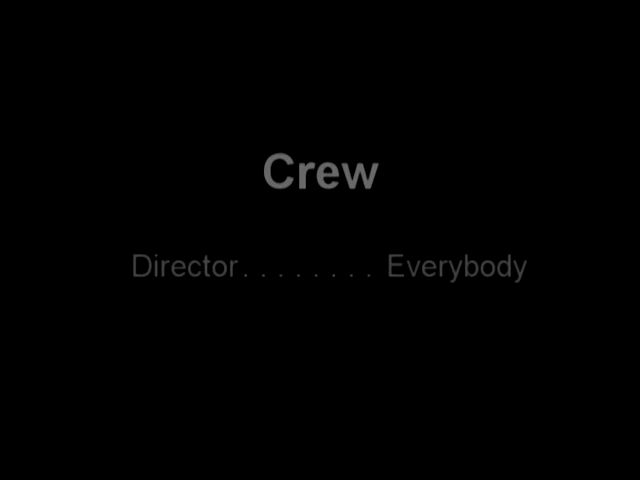 Crew
Director. . . . . . . . Everybody